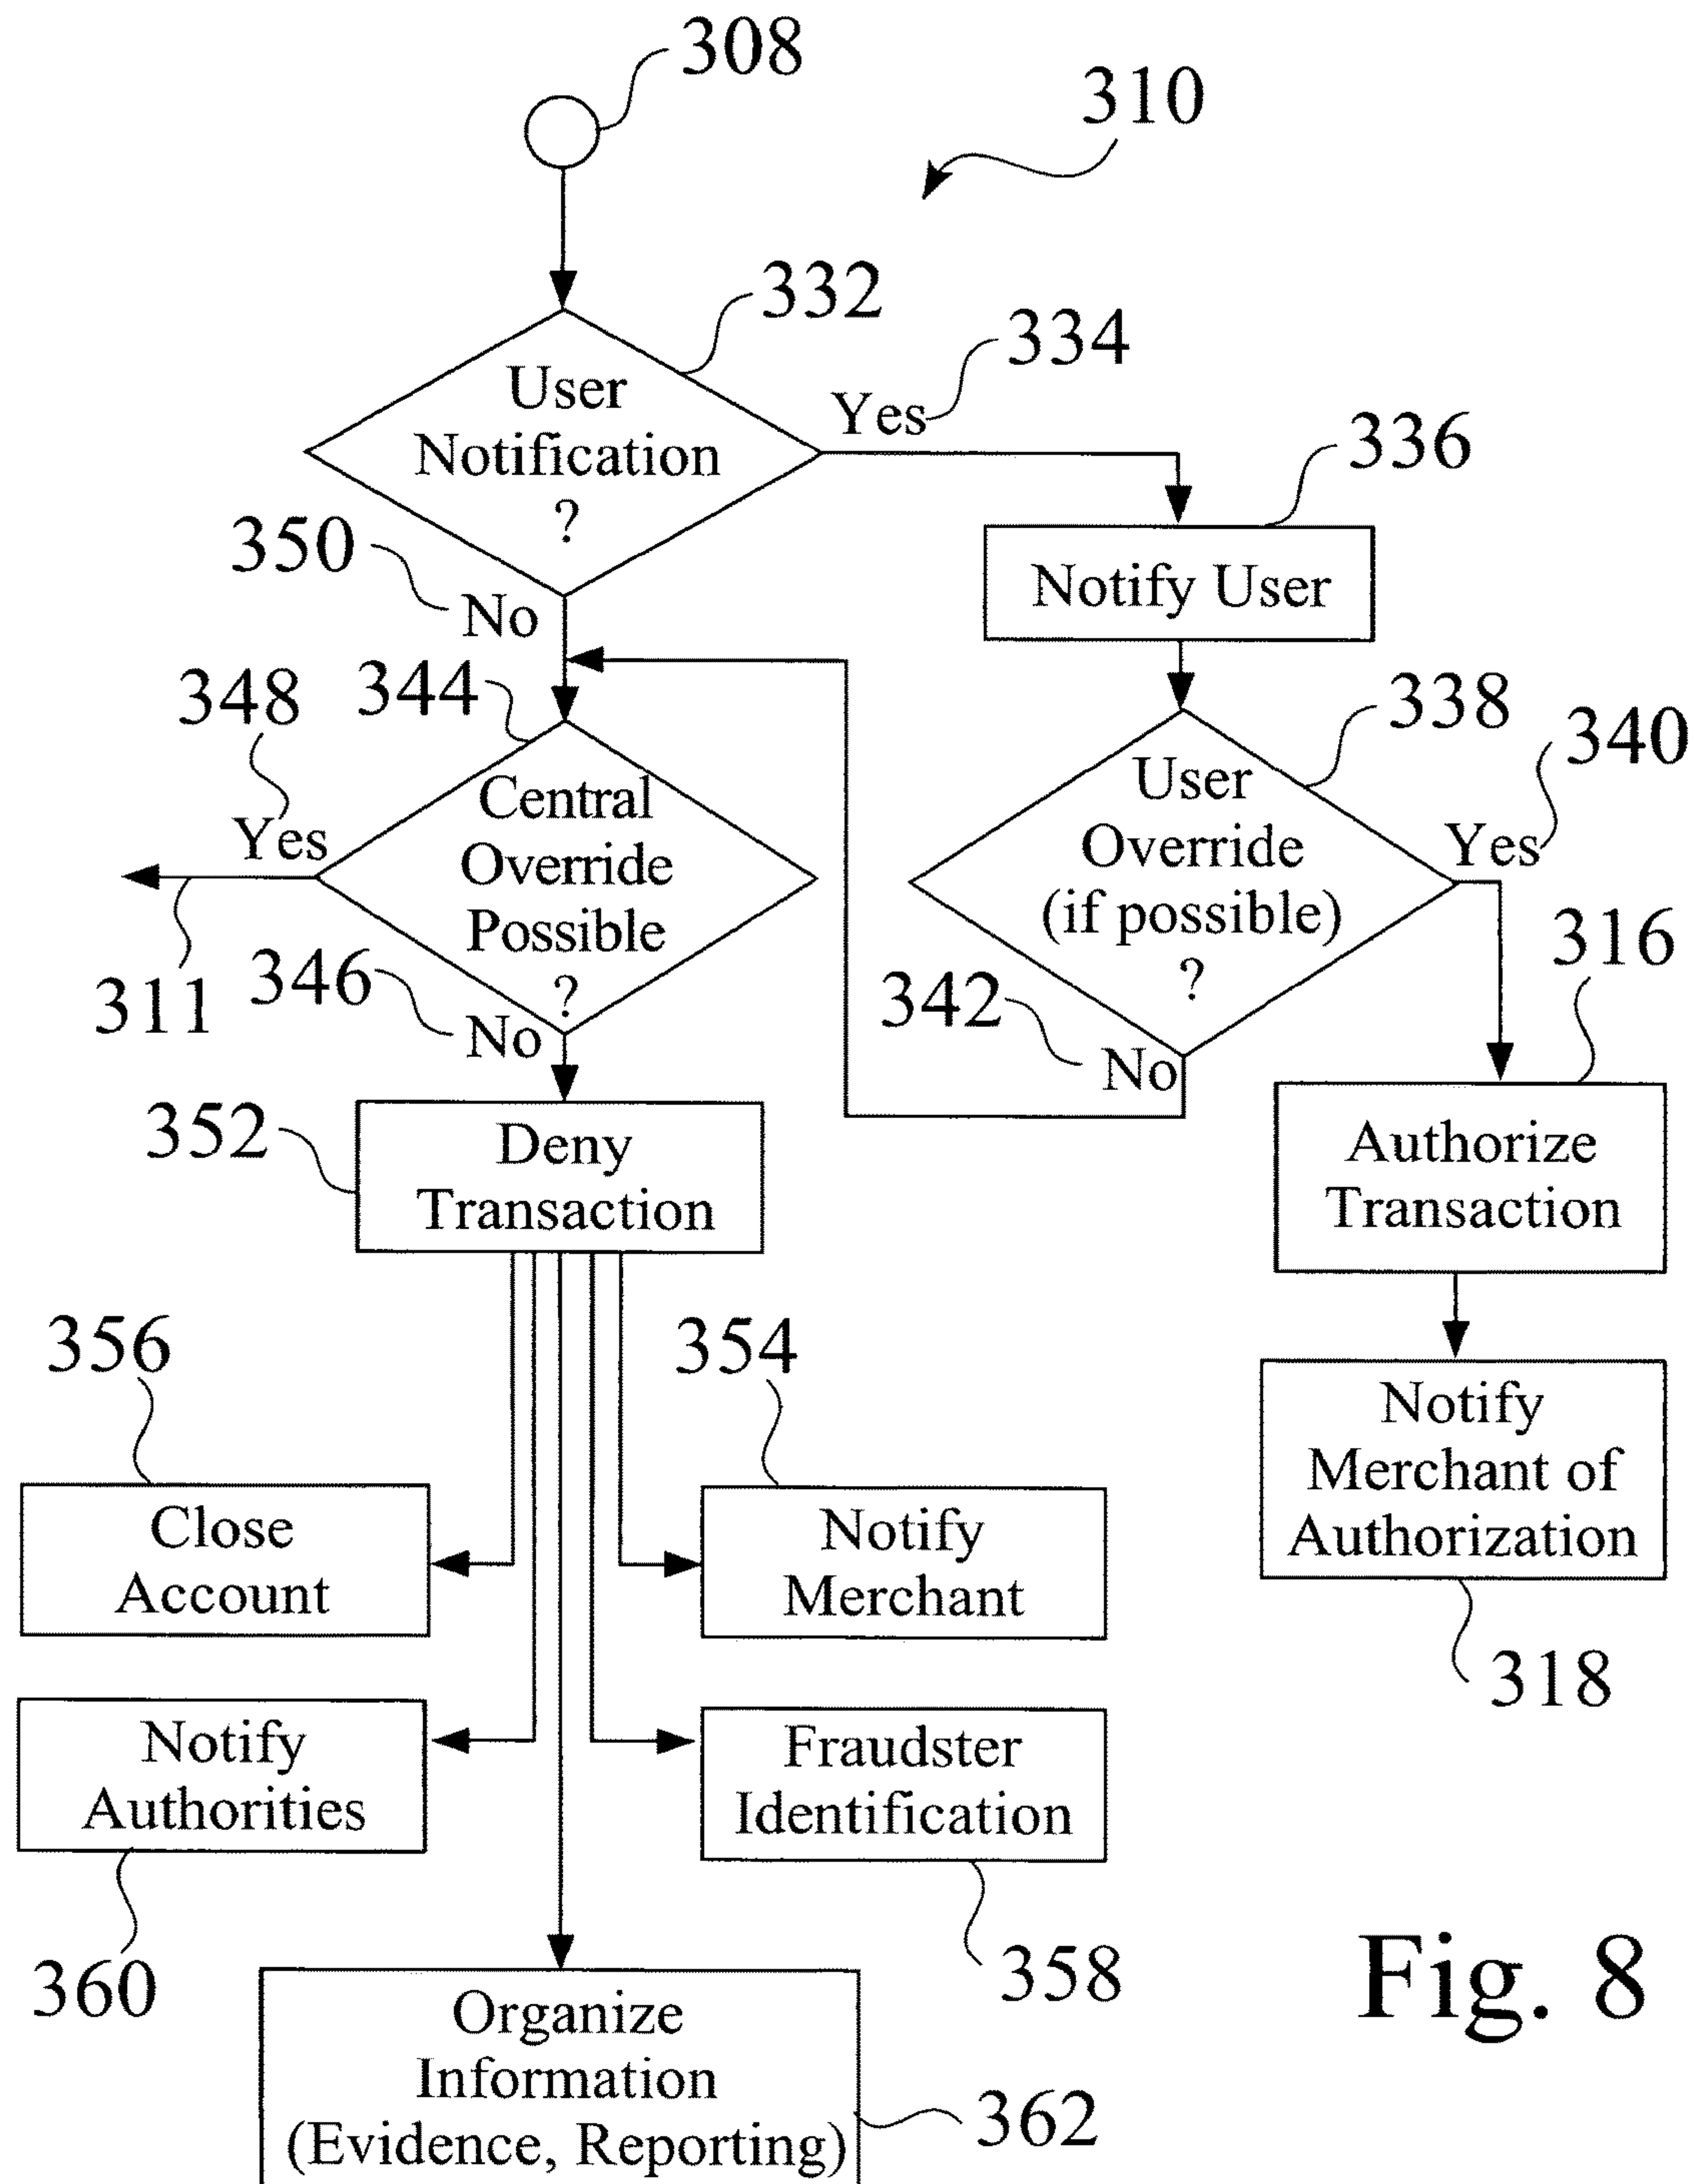 308
310
332
334
User
Notification
?
Yes
336
350
No
Notify User
348
344
338
340
Yes
Central
Override
Possible
?
User
Override
(if possible)
?
Yes
311
346
No
342
No
316
352
Deny
Transaction
Authorize
Transaction
356
354
Close
Account
Notify
Merchant
Notify
Merchant of
Authorization
318
Notify
Authorities
Fraudster
Identification
360
358
Organize
Information
(Evidence, Reporting)
362
Fig. 8